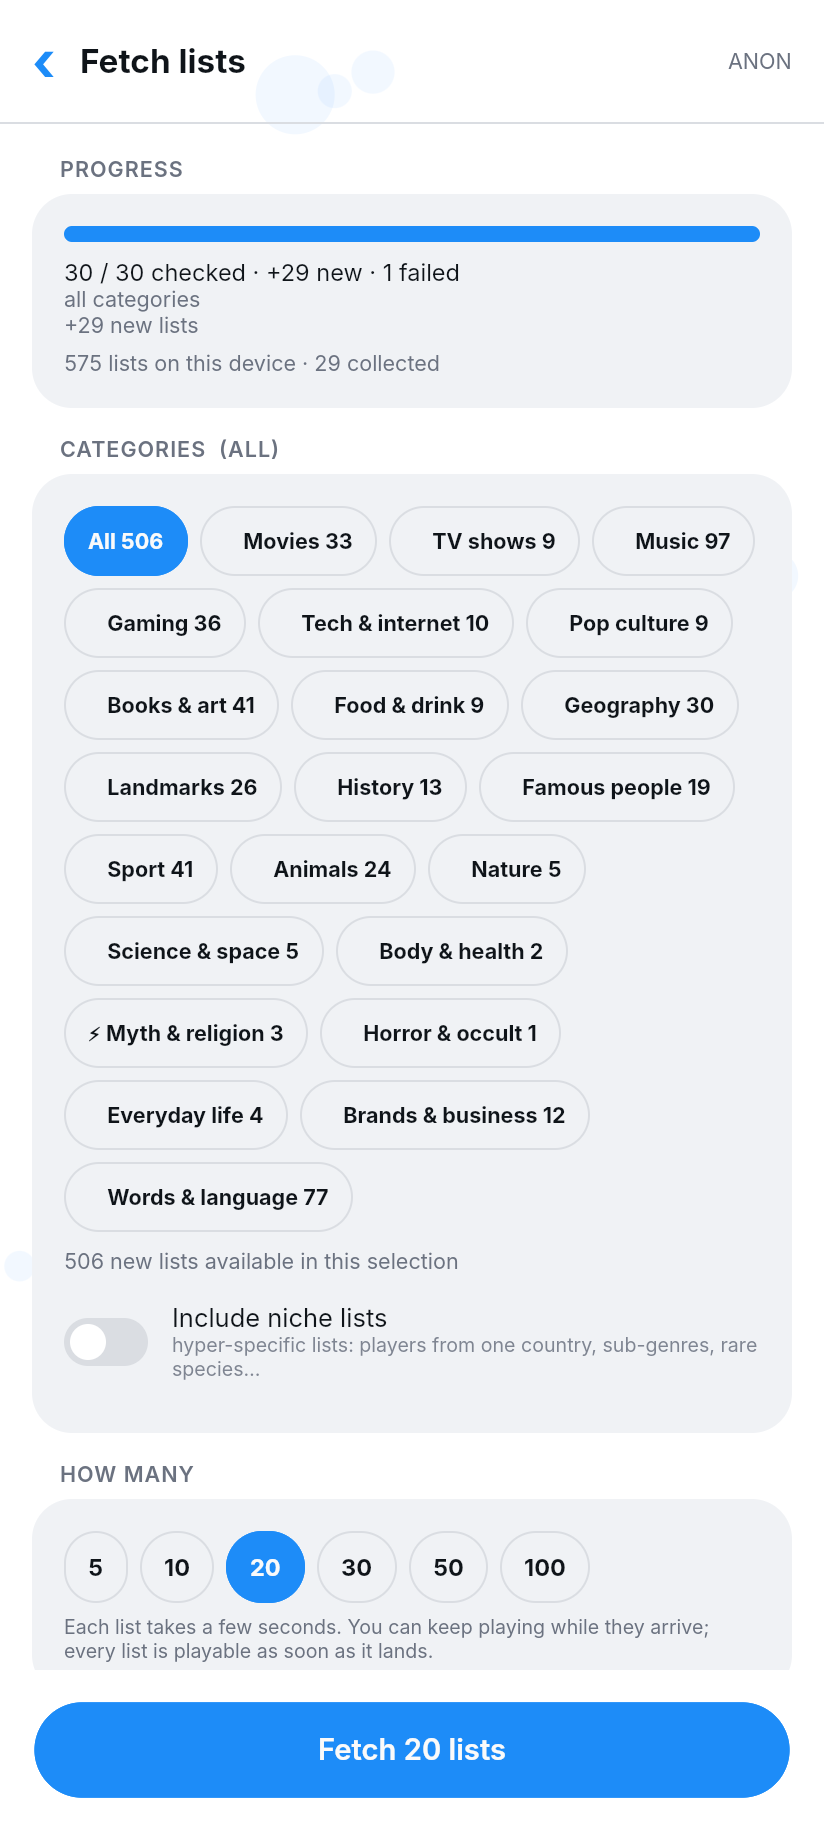 Fetch lists
ANON
PROGRESS
30 / 30 checked · +29 new · 1 failed
all categories
+29 new lists
575 lists on this device · 29 collected
CATEGORIES (ALL)
All 506
Movies 33
TV shows 9
Music 97
Gaming 36
Tech & internet 10
Pop culture 9
Books & art 41
Food & drink 9
Geography 30
Landmarks 26
History 13
Famous people 19
Sport 41
Animals 24
Nature 5
Science & space 5
Body & health 2
⚡ Myth & religion 3
Horror & occult 1
Everyday life 4
Brands & business 12
Words & language 77
506 new lists available in this selection
Include niche lists
hyper-specific lists: players from one country, sub-genres, rare
species...
HOW MANY
5
10
20
30
50
100
Each list takes a few seconds. You can keep playing while they arrive;
every list is playable as soon as it lands.
Fetch 20 lists